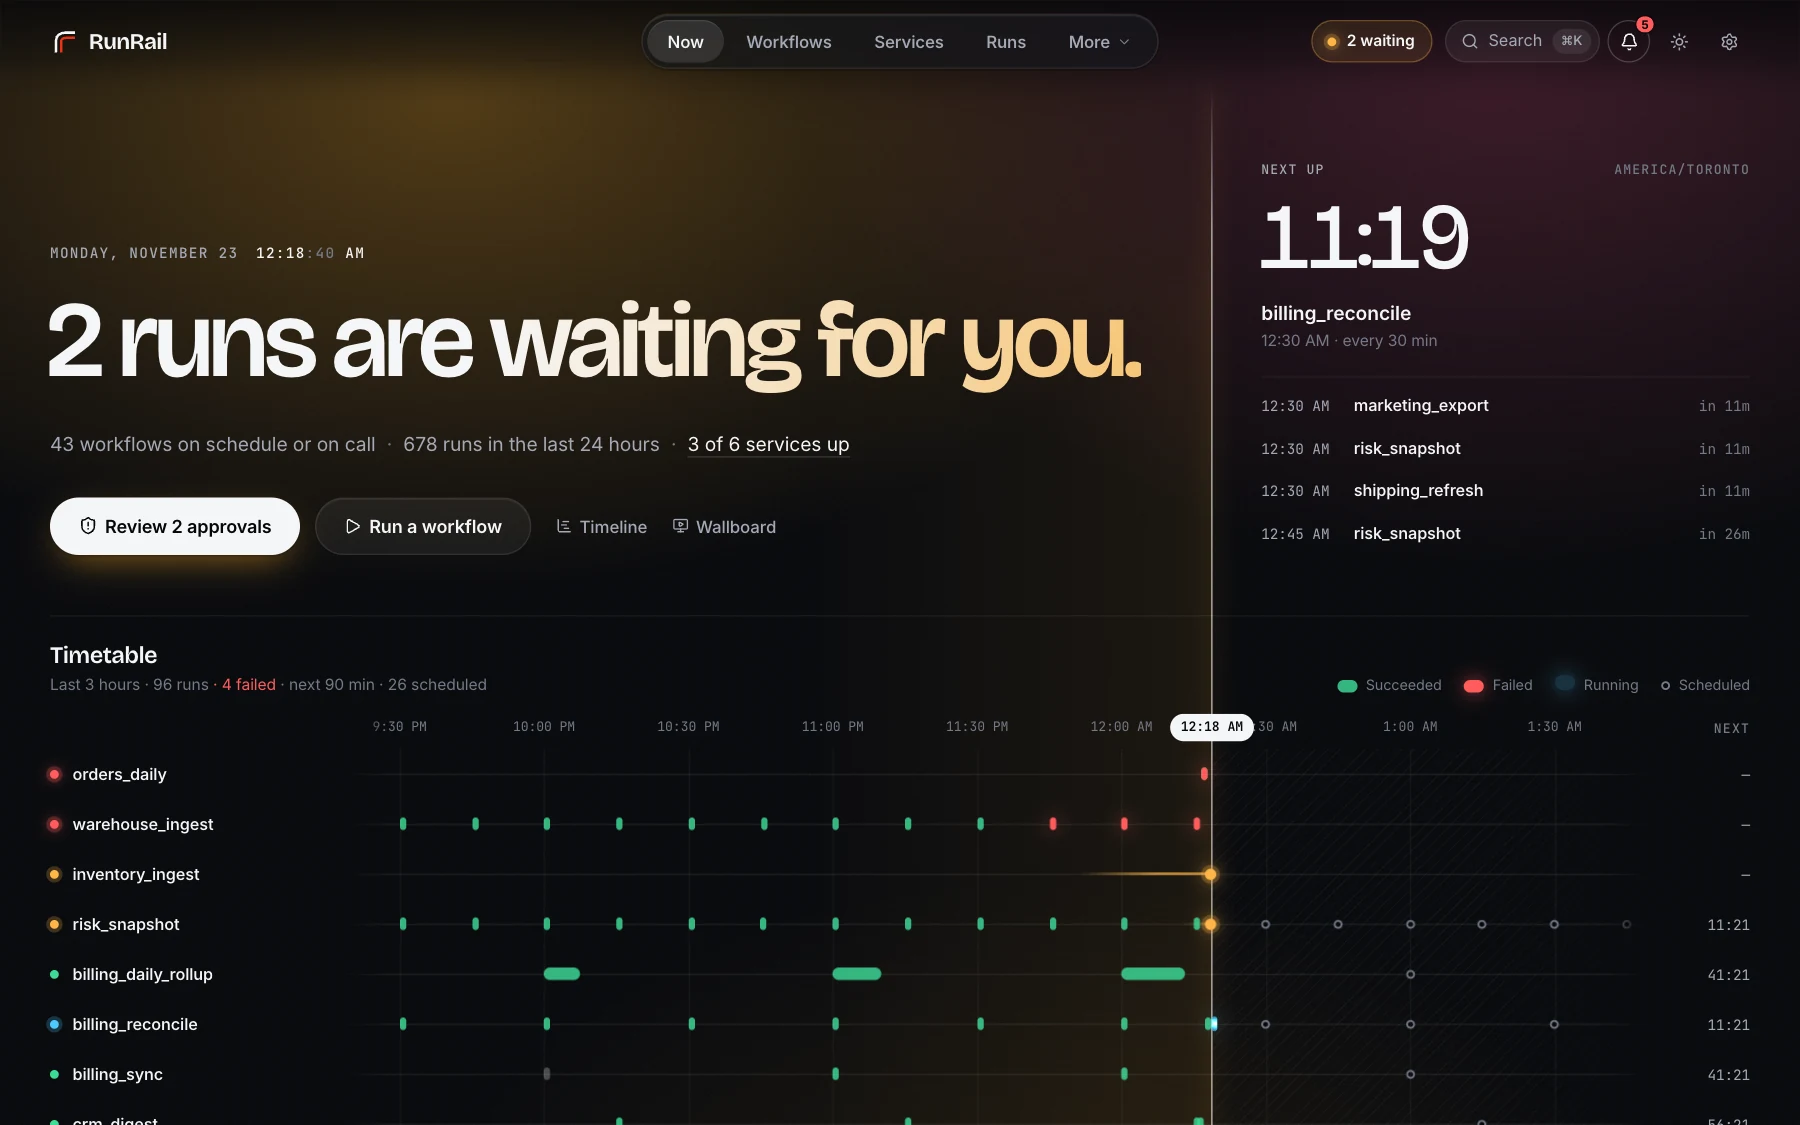 RunRail
Now
Workflows
Services
Runs
More
2 waiting
Search ⌘K
5
MONDAY, NOVEMBER 23 12:18:40 AM
2 runs are waiting for you.
43 workflows on schedule or on call · 678 runs in the last 24 hours · 3 of 6 services up
Review 2 approvals
Run a workflow
Timeline
Wallboard
NEXT UP
AMERICA/TORONTO
11:19
billing_reconcile
12:30 AM · every 30 min
12:30 AM marketing_export in 11m
12:30 AM risk_snapshot in 11m
12:30 AM shipping_refresh in 11m
12:45 AM risk_snapshot in 26m
Timetable
Last 3 hours · 96 runs · 4 failed · next 90 min · 26 scheduled
Succeeded Failed Running Scheduled
9:30 PM 10:00 PM 10:30 PM 11:00 PM 11:30 PM 12:00 AM 12:18 AM :30 AM 1:00 AM 1:30 AM NEXT
orders_daily —
warehouse_ingest —
inventory_ingest —
risk_snapshot 11:21
billing_daily_rollup 41:21
billing_reconcile 11:21
billing_sync 41:21
crm_digest 56:21